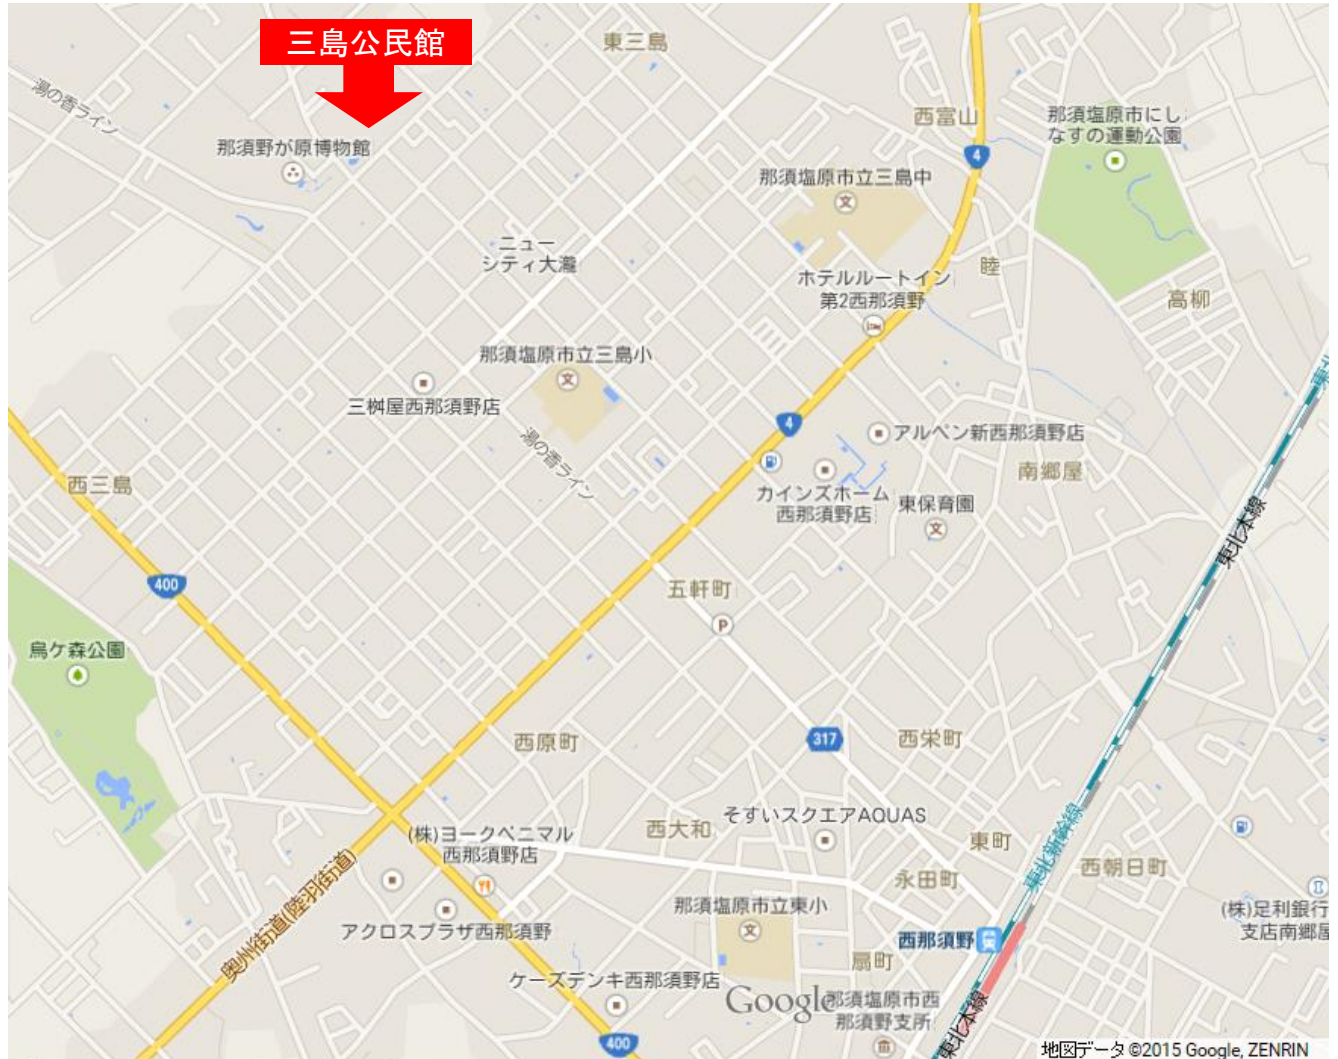 三島公民館
東三島
湯の香ライン
那須野が原博物館
西富山
那須塩原市にし
なすの運動公園
4
那須塩原市立三島中
ニュー
シティ大瀧
睦
ホテルルートイン
第2西那須野
高柳
那須塩原市立三島小
三桝屋西那須野店
4
アルペン新西那須野店
湯の香ライン
南郷屋
西三島
カインズホーム
西那須野店
東保育園
東北本線
400
五軒町
P
烏ケ森公園
西原町
317
西栄町
そすいスクエアAQUAS
西大和
(株)ヨークベニマル
西那須野店
東町
東北新幹線
西朝日町
永田町
奥州街道(陸羽街道)
那須塩原市立東小
(株)足利銀行
支店南郷屋
アクロスプラザ西那須野
西那須野
扇町
ケーズデンキ西那須野店
Google
那須塩原市西
那須野支所
東北本線
400
地図データ ©2015 Google, ZENRIN